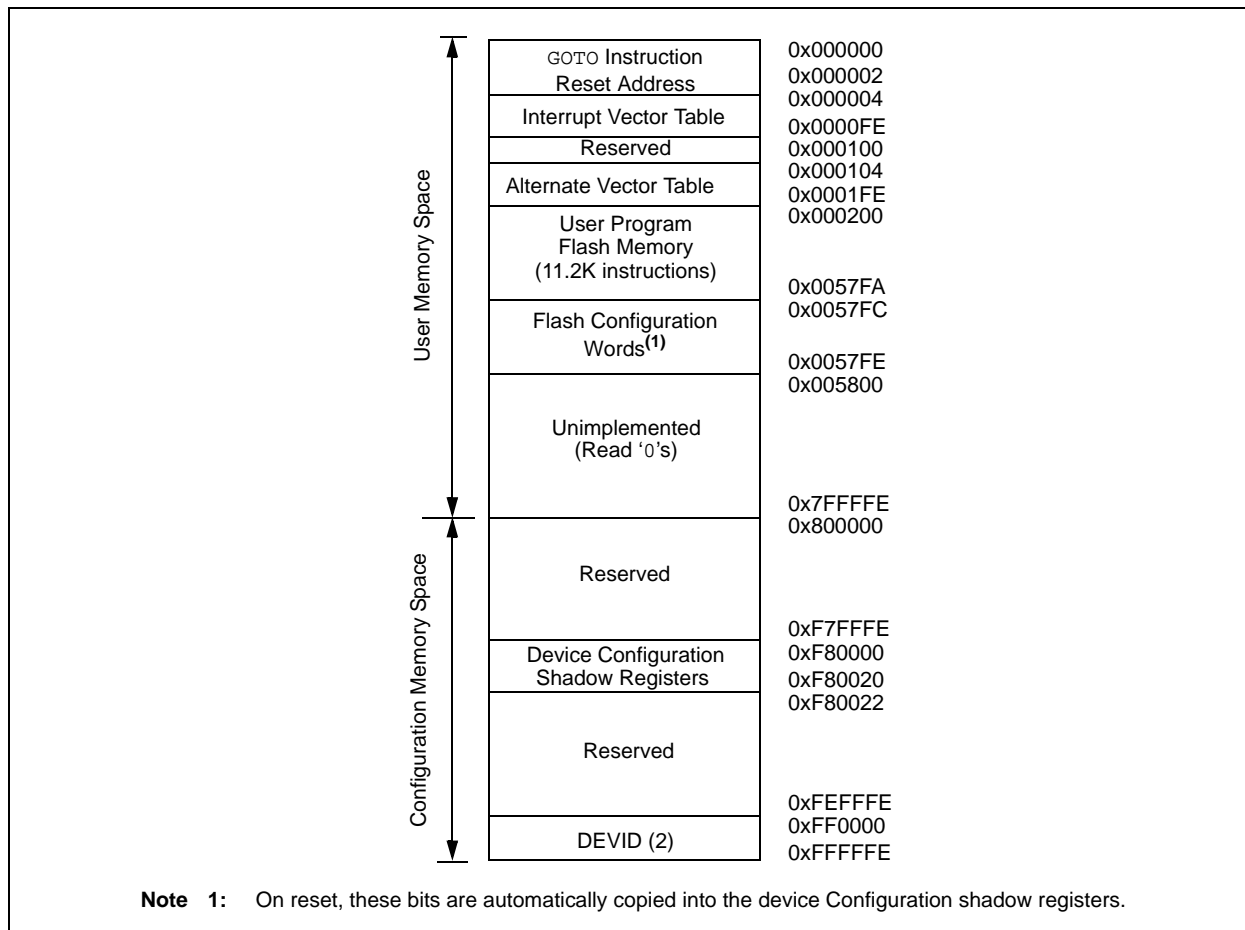 GOTO Instruction
Reset Address
0x000000
0x000002
0x000004
Interrupt Vector Table
0x0000FE
Reserved
0x000100
0x000104
Alternate Vector Table
0x0001FE
0x000200
User Program
Flash Memory
(11.2K instructions)
0x0057FA
0x0057FC
Flash Configuration
Words(1)
0x0057FE
0x005800
Unimplemented
(Read ‘0’s)
0x7FFFFE
0x800000
Reserved
0xF7FFFE
0xF80000
Device Configuration
Shadow Registers
0xF80020
0xF80022
Reserved
0xFEFFFE
0xFF0000
DEVID (2)
0xFFFFFE
User Memory Space
Configuration Memory Space
Note 1: On reset, these bits are automatically copied into the device Configuration shadow registers.